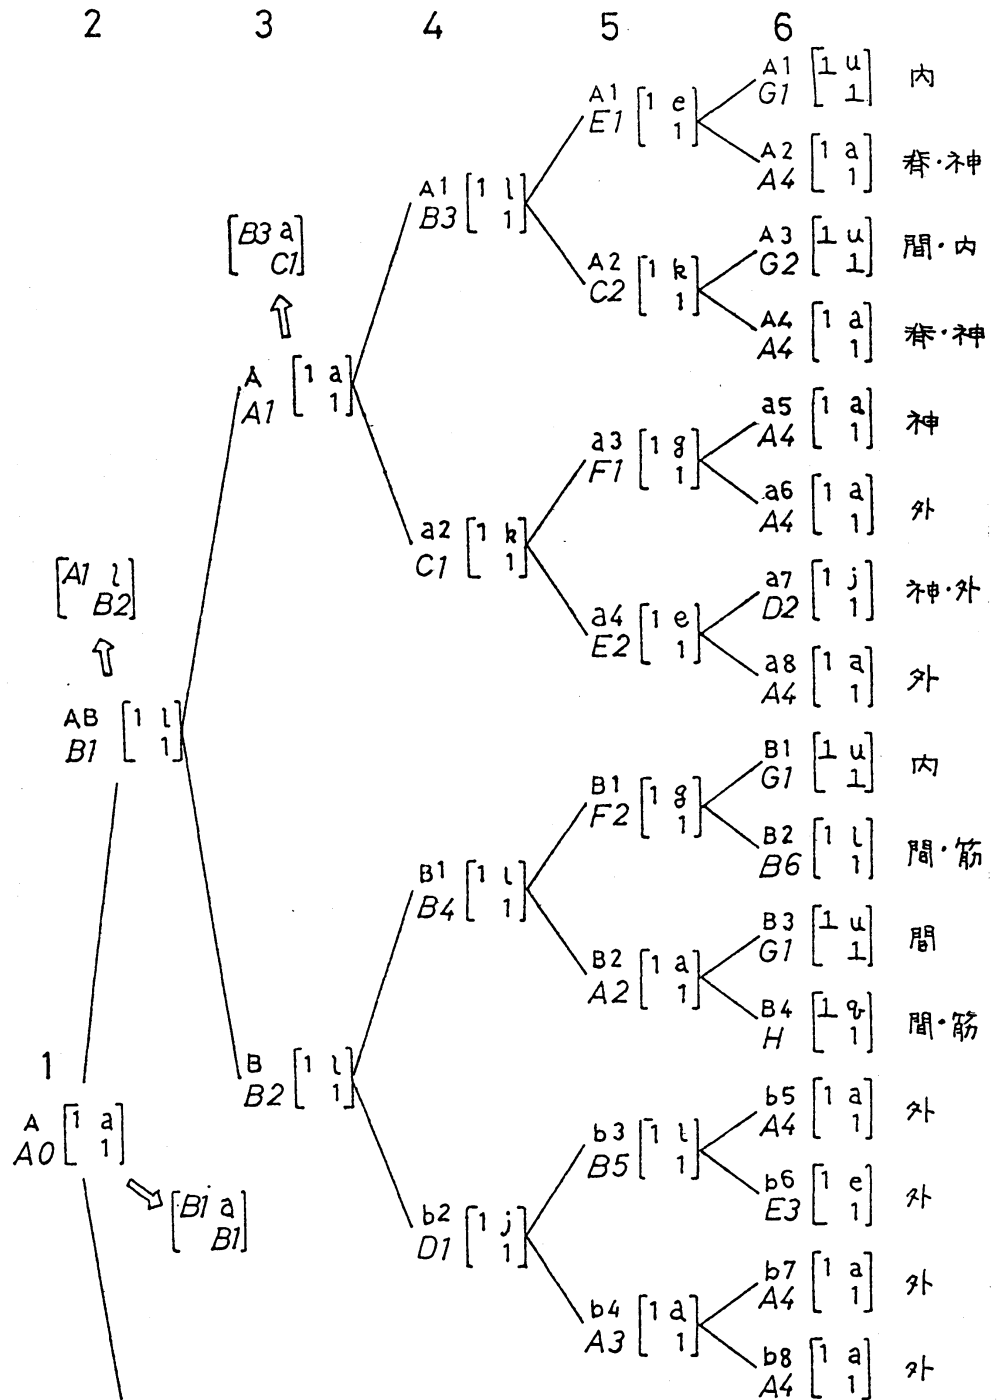 2 3 4 5 6
A1 [1 u
G1 1] 内
A1 [1 e
E1 1]
A2 [1 a
A4 1] 脊・神
A1 [1 l
B3 1]
A3 [1 u
G2 1] 間・内
A2 [1 k
C2 1]
A4 [1 a
A4 1] 脊・神
[B3 a
C1]
A [1 a
A1 1]
a5 [1 a
A4 1] 神
a3 [1 g
F1 1]
a6 [1 a
A4 1] 外
a2 [1 k
C1 1]
a7 [1 j
D2 1] 神・外
a4 [1 e
E2 1]
a8 [1 a
A4 1] 外
[A1 l
B2]
AB [1 l
B1 1]
B1 [1 u
G1 1] 内
B1 [1 g
F2 1]
B2 [1 l
B6 1] 間・筋
B1 [1 l
B4 1]
B3 [1 u
G1 1] 間
B2 [1 a
A2 1]
B4 [1 q
H 1] 間・筋
B [1 l
B2 1]
b5 [1 a
A4 1] 外
b3 [1 l
B5 1]
b6 [1 e
E3 1] 外
b2 [1 j
D1 1]
b7 [1 a
A4 1] 外
b4 [1 a
A3 1]
b8 [1 a
A4 1] 外
1
A [1 a
A0 1]
[B1 a
B1]